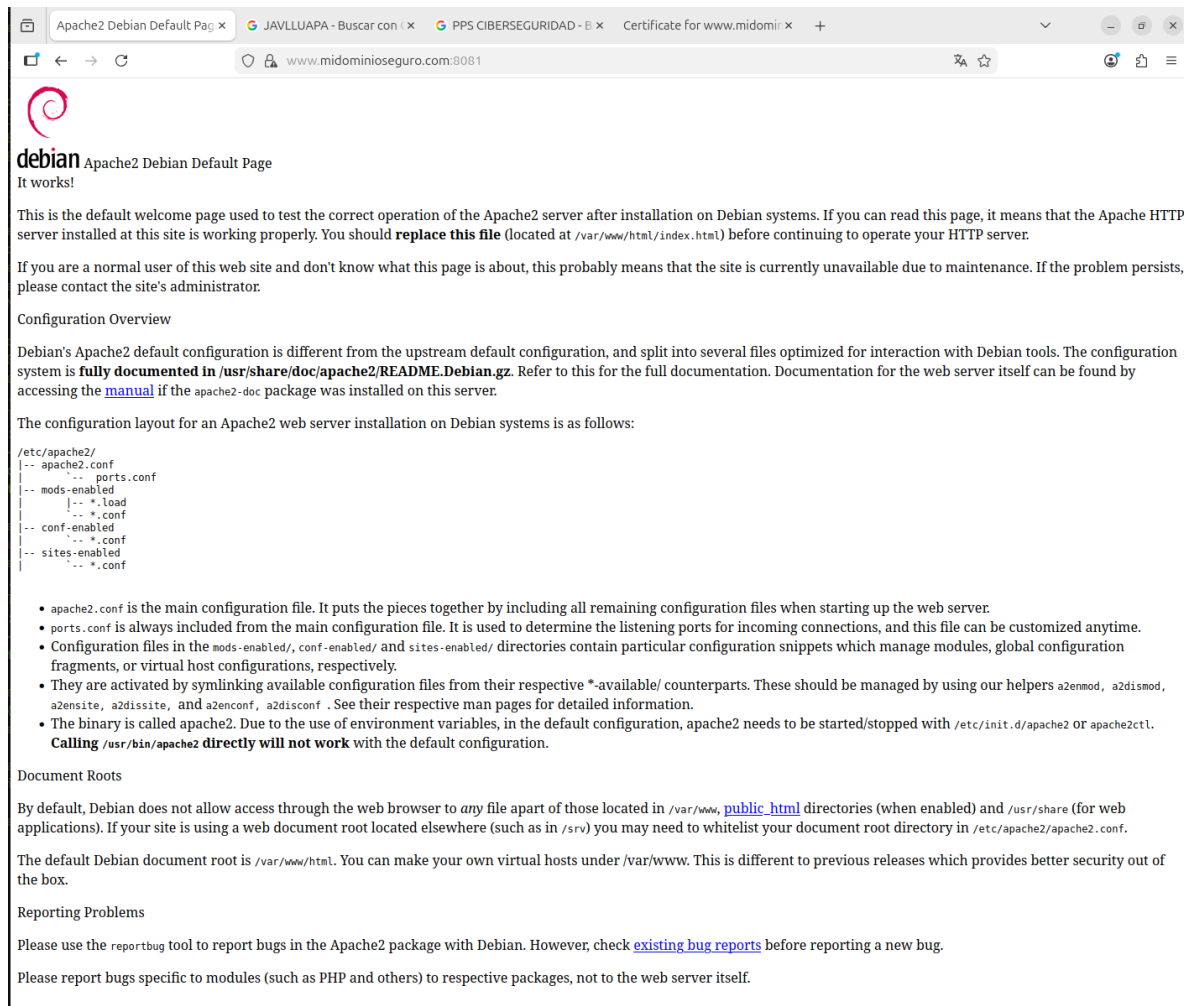 Apache2 Debian Default Pag
JAVLLUAPA - Buscar con
PPS CIBERSEGURIDAD - B
Certificate for www.midomin
www.midominioseguro.com:8081
debian Apache2 Debian Default Page
It works!
This is the default welcome page used to test the correct operation of the Apache2 server after installation on Debian systems. If you can read this page, it means that the Apache HTTP
server installed at this site is working properly. You should replace this file (located at /var/www/html/index.html) before continuing to operate your HTTP server.
If you are a normal user of this web site and don't know what this page is about, this probably means that the site is currently unavailable due to maintenance. If the problem persists,
please contact the site's administrator.
Configuration Overview
Debian's Apache2 default configuration is different from the upstream default configuration, and split into several files optimized for interaction with Debian tools. The configuration
system is fully documented in /usr/share/doc/apache2/README.Debian.gz. Refer to this for the full documentation. Documentation for the web server itself can be found by
accessing the manual if the apache2-doc package was installed on this server.
The configuration layout for an Apache2 web server installation on Debian systems is as follows:
/etc/apache2/
|-- apache2.conf
|       `--  ports.conf
|-- mods-enabled
|       |-- *.load
|       `-- *.conf
|-- conf-enabled
|       `-- *.conf
|-- sites-enabled
|       `-- *.conf
• apache2.conf is the main configuration file. It puts the pieces together by including all remaining configuration files when starting up the web server.
• ports.conf is always included from the main configuration file. It is used to determine the listening ports for incoming connections, and this file can be customized anytime.
• Configuration files in the mods-enabled/, conf-enabled/ and sites-enabled/ directories contain particular configuration snippets which manage modules, global configuration
fragments, or virtual host configurations, respectively.
• They are activated by symlinking available configuration files from their respective *-available/ counterparts. These should be managed by using our helpers a2enmod, a2dismod,
a2ensite, a2dissite, and a2enconf, a2disconf . See their respective man pages for detailed information.
• The binary is called apache2. Due to the use of environment variables, in the default configuration, apache2 needs to be started/stopped with /etc/init.d/apache2 or apache2ctl.
Calling /usr/bin/apache2 directly will not work with the default configuration.
Document Roots
By default, Debian does not allow access through the web browser to any file apart of those located in /var/www, public_html directories (when enabled) and /usr/share (for web
applications). If your site is using a web document root located elsewhere (such as in /srv) you may need to whitelist your document root directory in /etc/apache2/apache2.conf.
The default Debian document root is /var/www/html. You can make your own virtual hosts under /var/www. This is different to previous releases which provides better security out of
the box.
Reporting Problems
Please use the reportbug tool to report bugs in the Apache2 package with Debian. However, check existing bug reports before reporting a new bug.
Please report bugs specific to modules (such as PHP and others) to respective packages, not to the web server itself.